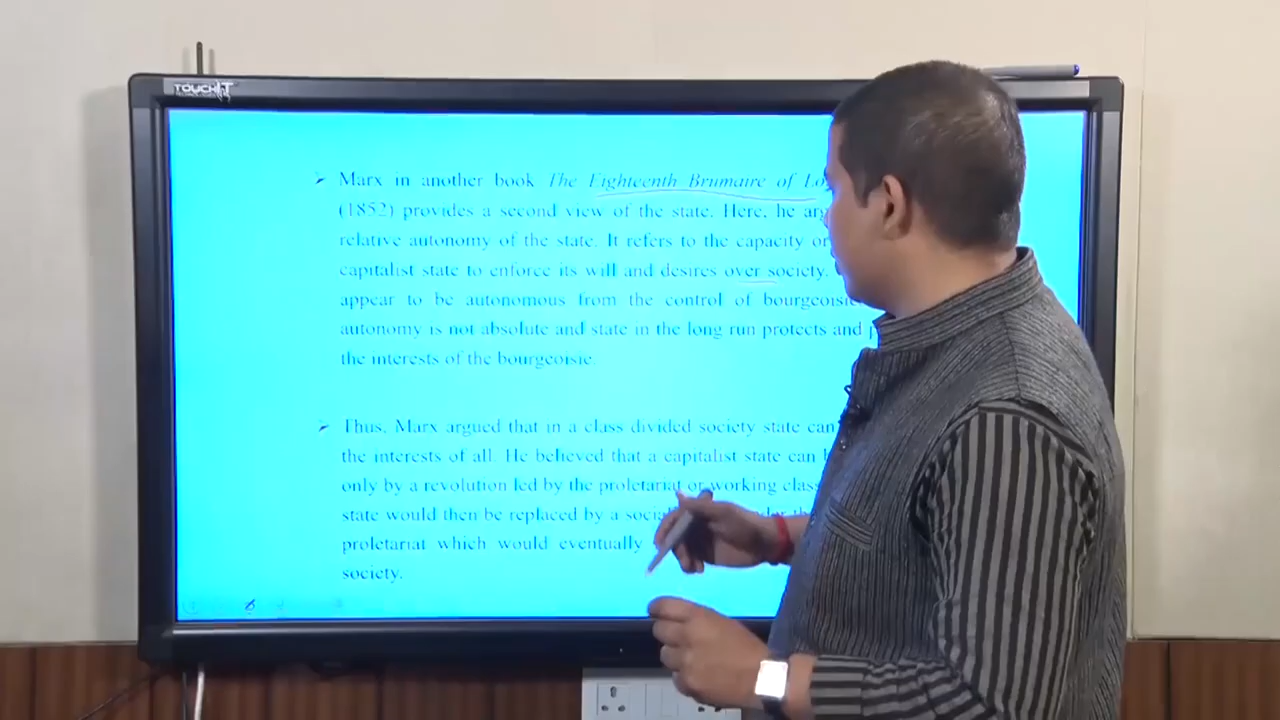 TOUCHIT
Marx in another book The Eighteenth Brumaire of
(1852) provides a second view of the state. Here, he
relative autonomy of the state. It refers to the capacity
capitalist state to enforce its will and desires over society.
appear to be autonomous from the control of bourgeoisie
autonomy is not absolute and state in the long run protects and
the interests of the bourgeoisie.
Thus, Marx argued that in a class divided society state
the interests of all. He believed that a capitalist state can
only by a revolution led by the proletariat or working
state would then be replaced by a
proletariat which would eventually
society.